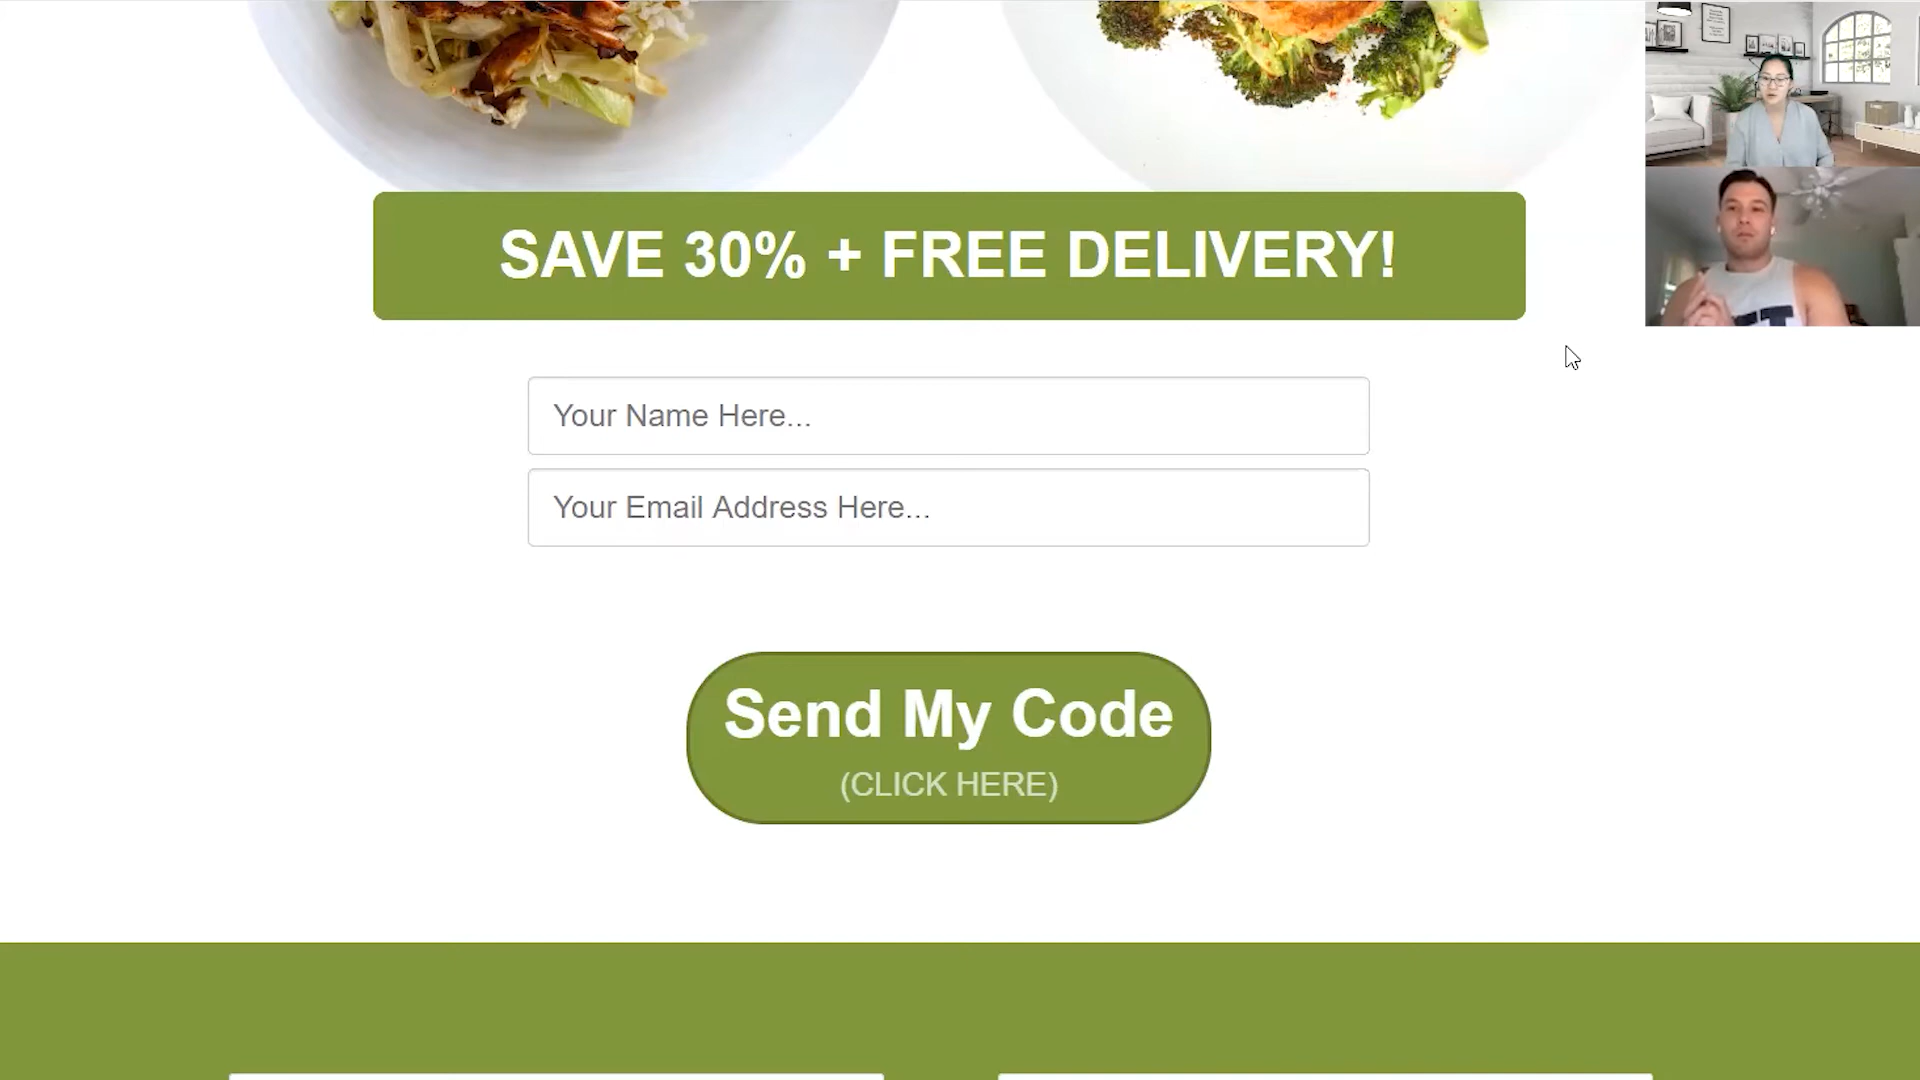 SAVE 30% + FREE DELIVERY!
Your Name Here...
Your Email Address Here...
Send My Code
(CLICK HERE)